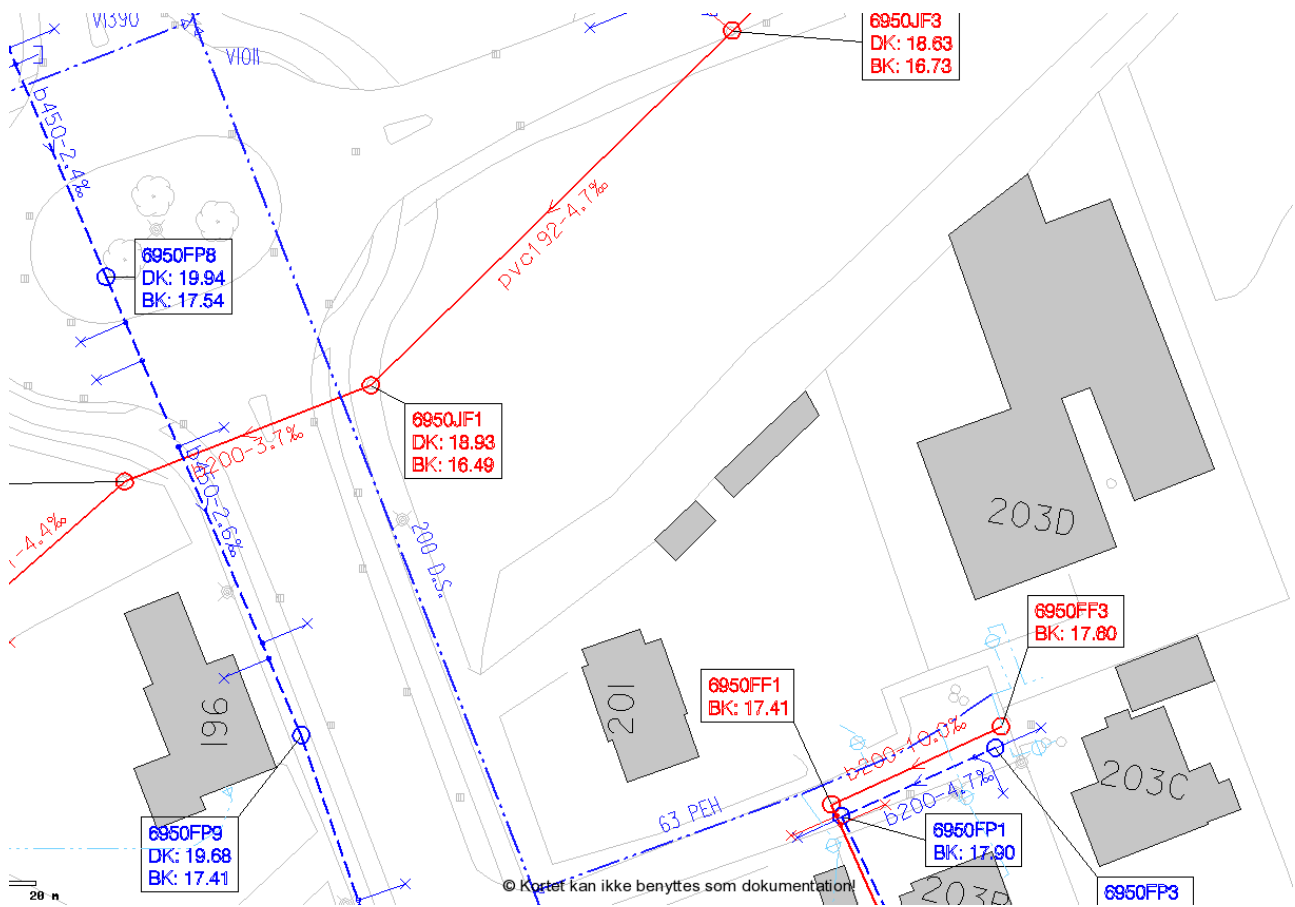 VI390
VI0II
6950JF3
DK: 18.63
BK: 16.73
b450-2.4‰
pvc192-4.7‰
6950FP8
DK: 19.94
BK: 17.54
6950JF1
DK: 18.93
BK: 16.49
b200-3.7‰
b450-2.6‰
-4.4‰
200 D.S.
203D
6950FF3
BK: 17.60
6950FF1
BK: 17.41
201
196
b200-10.0‰
203C
b200-4.7‰
63 PEH
6950FP9
DK: 19.68
BK: 17.41
6950FP1
BK: 17.90
6950FP3
203B
20 m
© Kortet kan ikke benyttes som dokumentation!